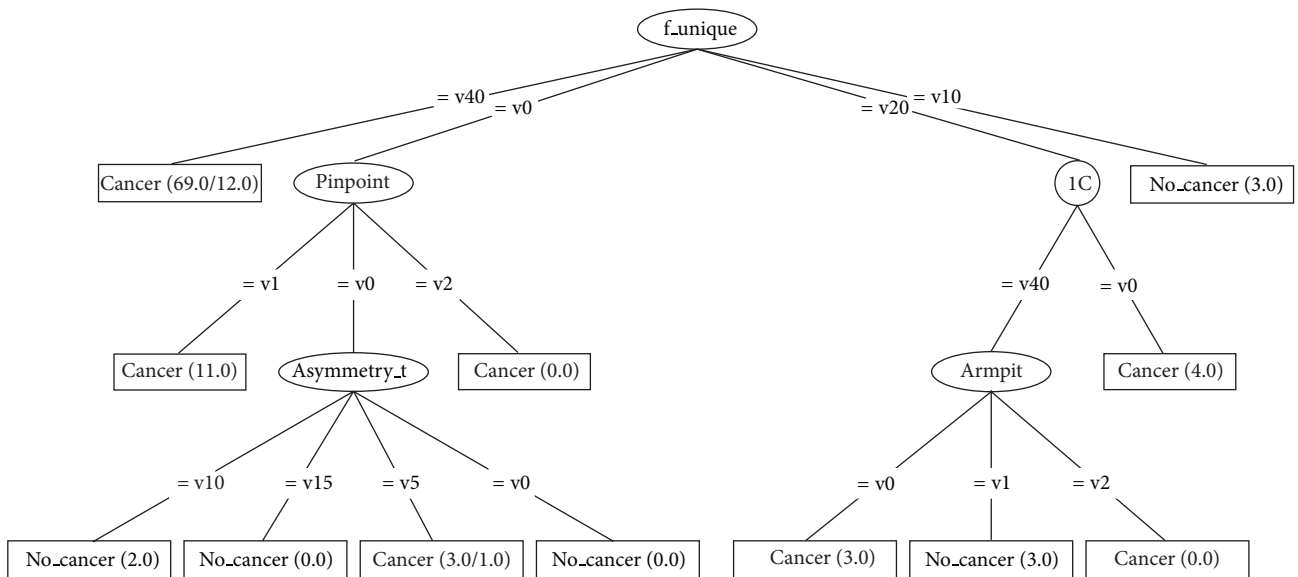 f_unique
= v40
= v0
= v20
= v10
Cancer (69.0/12.0)
Pinpoint
1C
No_cancer (3.0)
= v1
= v0
= v2
= v40
= v0
Cancer (11.0)
Asymmetry_t
Cancer (0.0)
Armpit
Cancer (4.0)
= v10
= v15
= v5
= v0
= v0
= v1
= v2
No_cancer (2.0)
No_cancer (0.0)
Cancer (3.0/1.0)
No_cancer (0.0)
Cancer (3.0)
No_cancer (3.0)
Cancer (0.0)